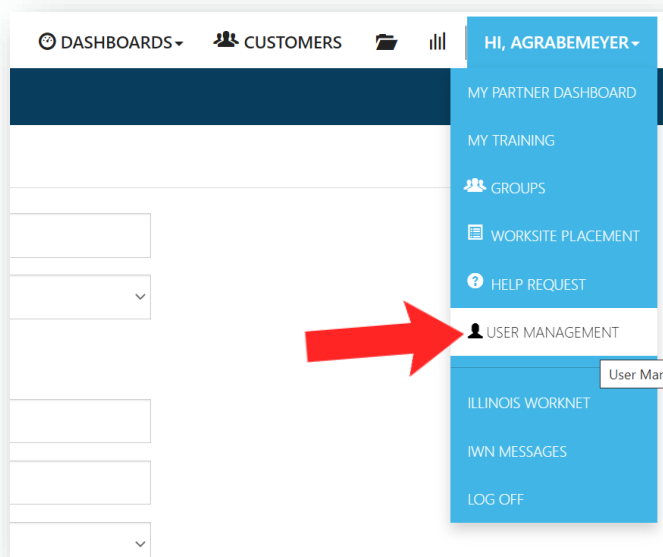 DASHBOARDS CUSTOMERS HI, AGRABEMEYER
MY PARTNER DASHBOARD
MY TRAINING
GROUPS
WORKSITE PLACEMENT
HELP REQUEST
USER MANAGEMENT
User Mar
ILLINOIS WORKNET
IWN MESSAGES
LOG OFF